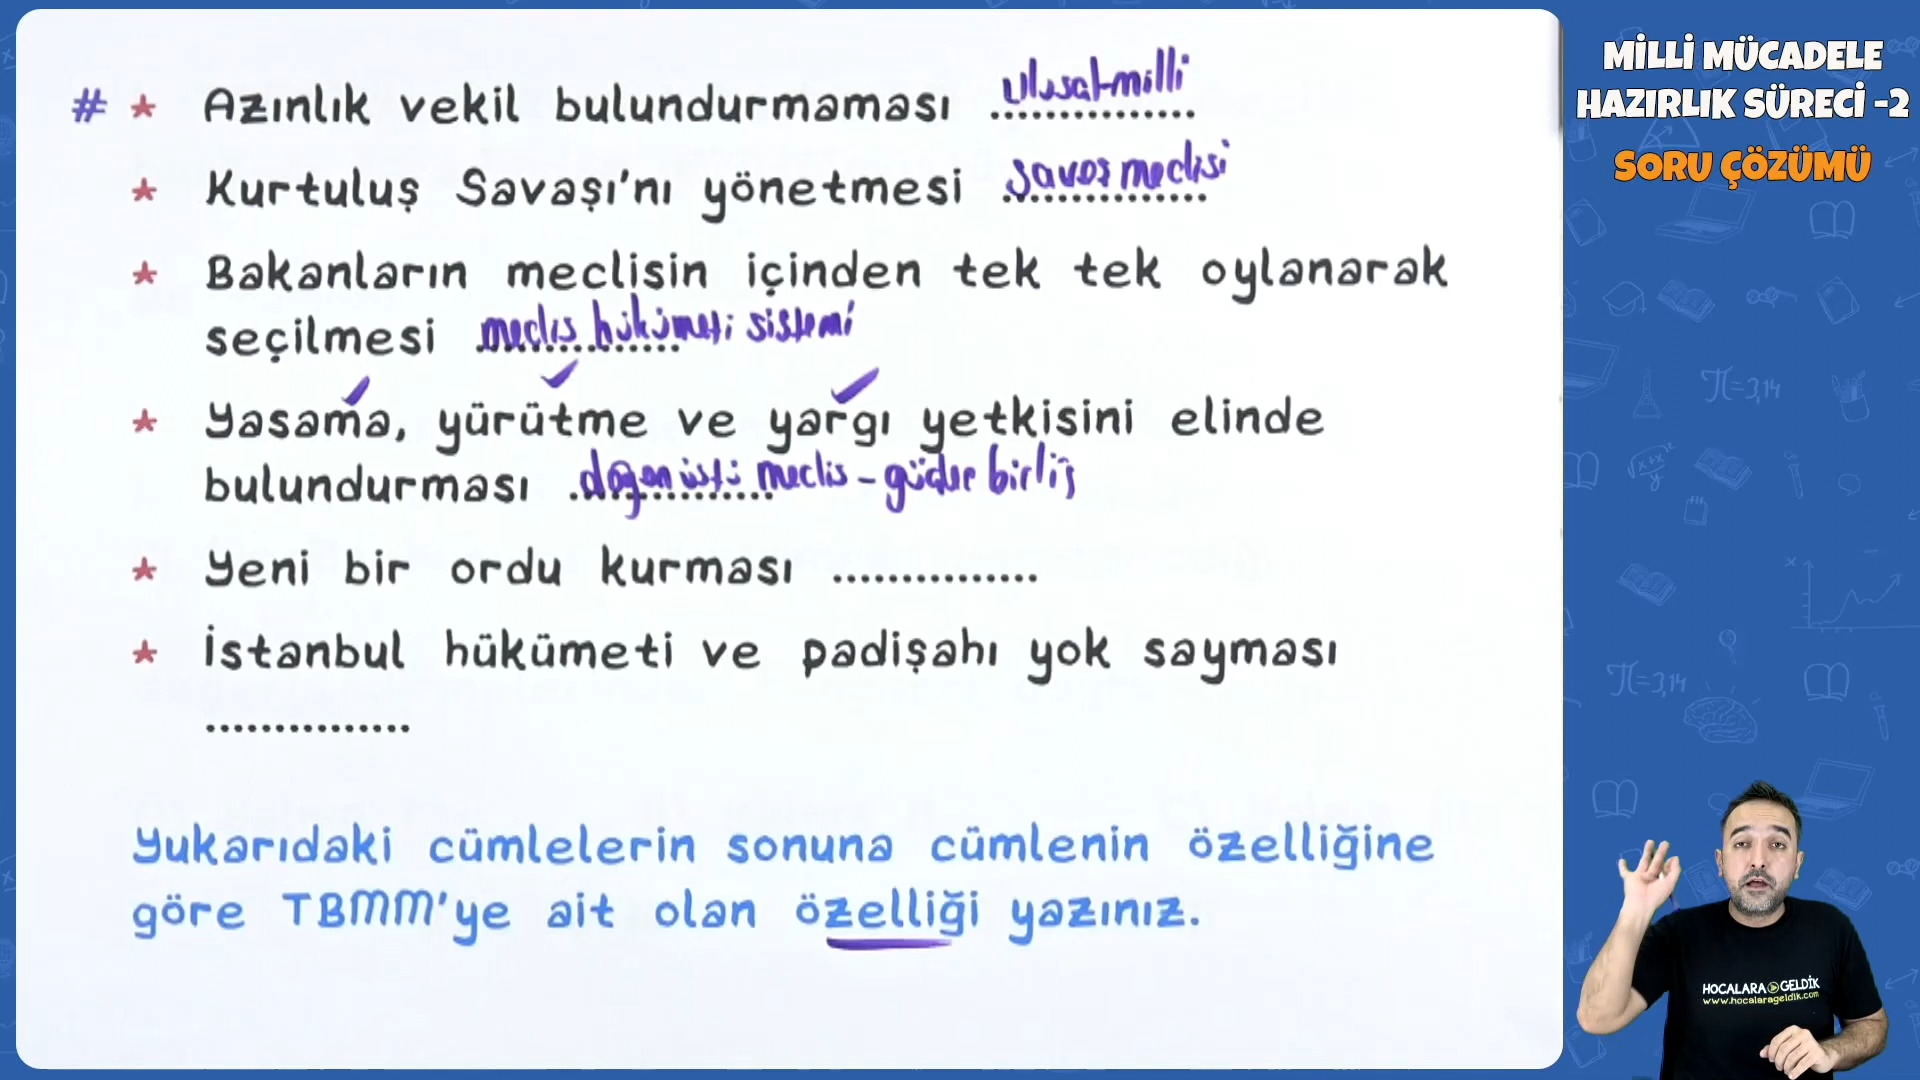 # ★ Azınlık vekil bulundurmaması ulusal-milli
★ Kurtuluş Savaşı'nı yönetmesi savaş meclisi
★ Bakanların meclisin içinden tek tek oylanarak
seçilmesi meclis hükümeti sistemi
★ Yasama, yürütme ve yargı yetkisini elinde
bulundurması meclis - güçler birliği
★ Yeni bir ordu kurması ...............
★ İstanbul hükümeti ve padişahı yok sayması
...............
Yukarıdaki cümlelerin sonuna cümlenin özelliğine
göre TBMM'ye ait olan özelliği yazınız.
MİLLİ MÜCADELE
HAZIRLIK SÜRECİ -2
SORU ÇÖZÜMÜ
HOCALARA GELDİK
www.hocalarageldik.com